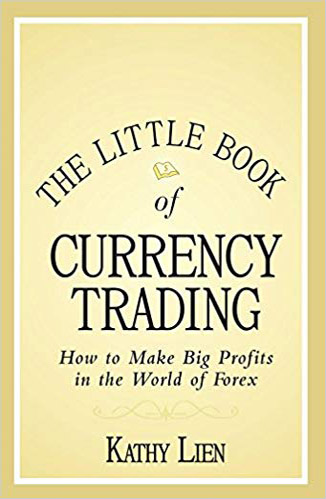 THE LITTLE BOOK
of
CURRENCY
TRADING
How to Make Big Profits
in the World of Forex
KATHY LIEN